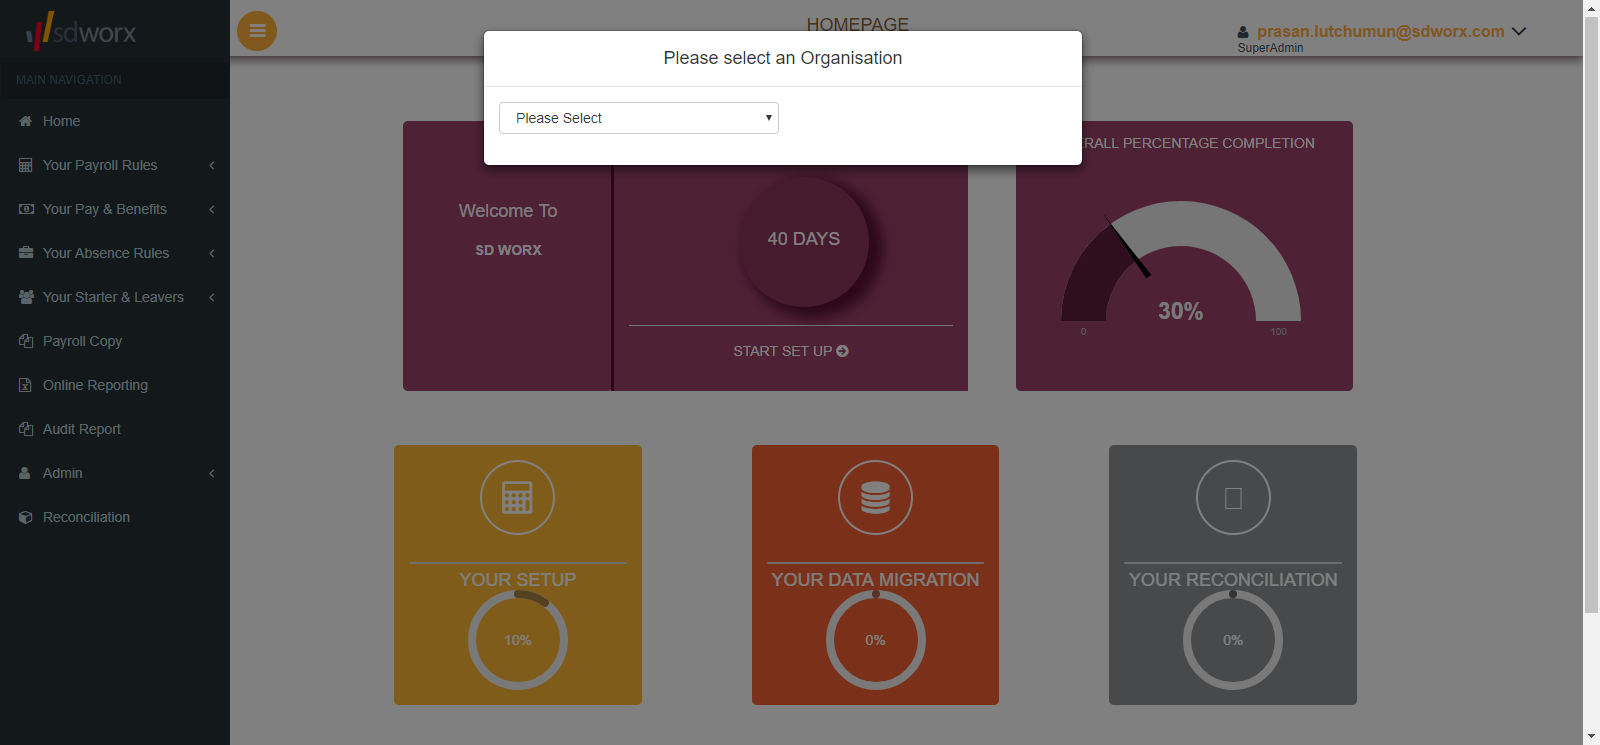 sdworx
HOMEPAGE
prasan.lutchumun@sdworx.com
SuperAdmin
MAIN NAVIGATION
Home
Your Payroll Rules
Your Pay & Benefits
Your Absence Rules
Your Starter & Leavers
Payroll Copy
Online Reporting
Audit Report
Admin
Reconciliation
Please select an Organisation
Please Select
Welcome To
SD WORX
40 DAYS
START SET UP
ERALL PERCENTAGE COMPLETION
30%
0
100
YOUR SETUP
10%
YOUR DATA MIGRATION
0%
YOUR RECONCILIATION
0%